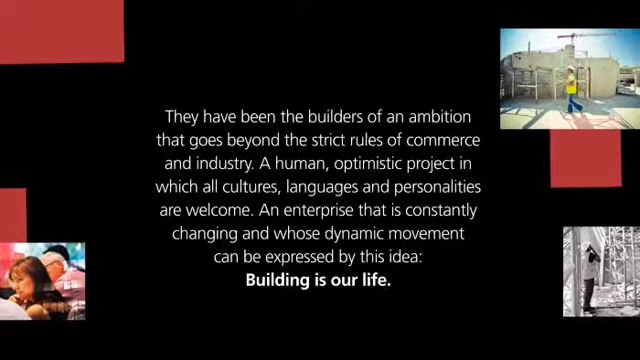 They have been the builders of an ambition
that goes beyond the strict rules of commerce
and industry. A human, optimistic project in
which all cultures, languages and personalities
are welcome. An enterprise that is constantly
changing and whose dynamic movement
can be expressed by this idea:
Building is our life.